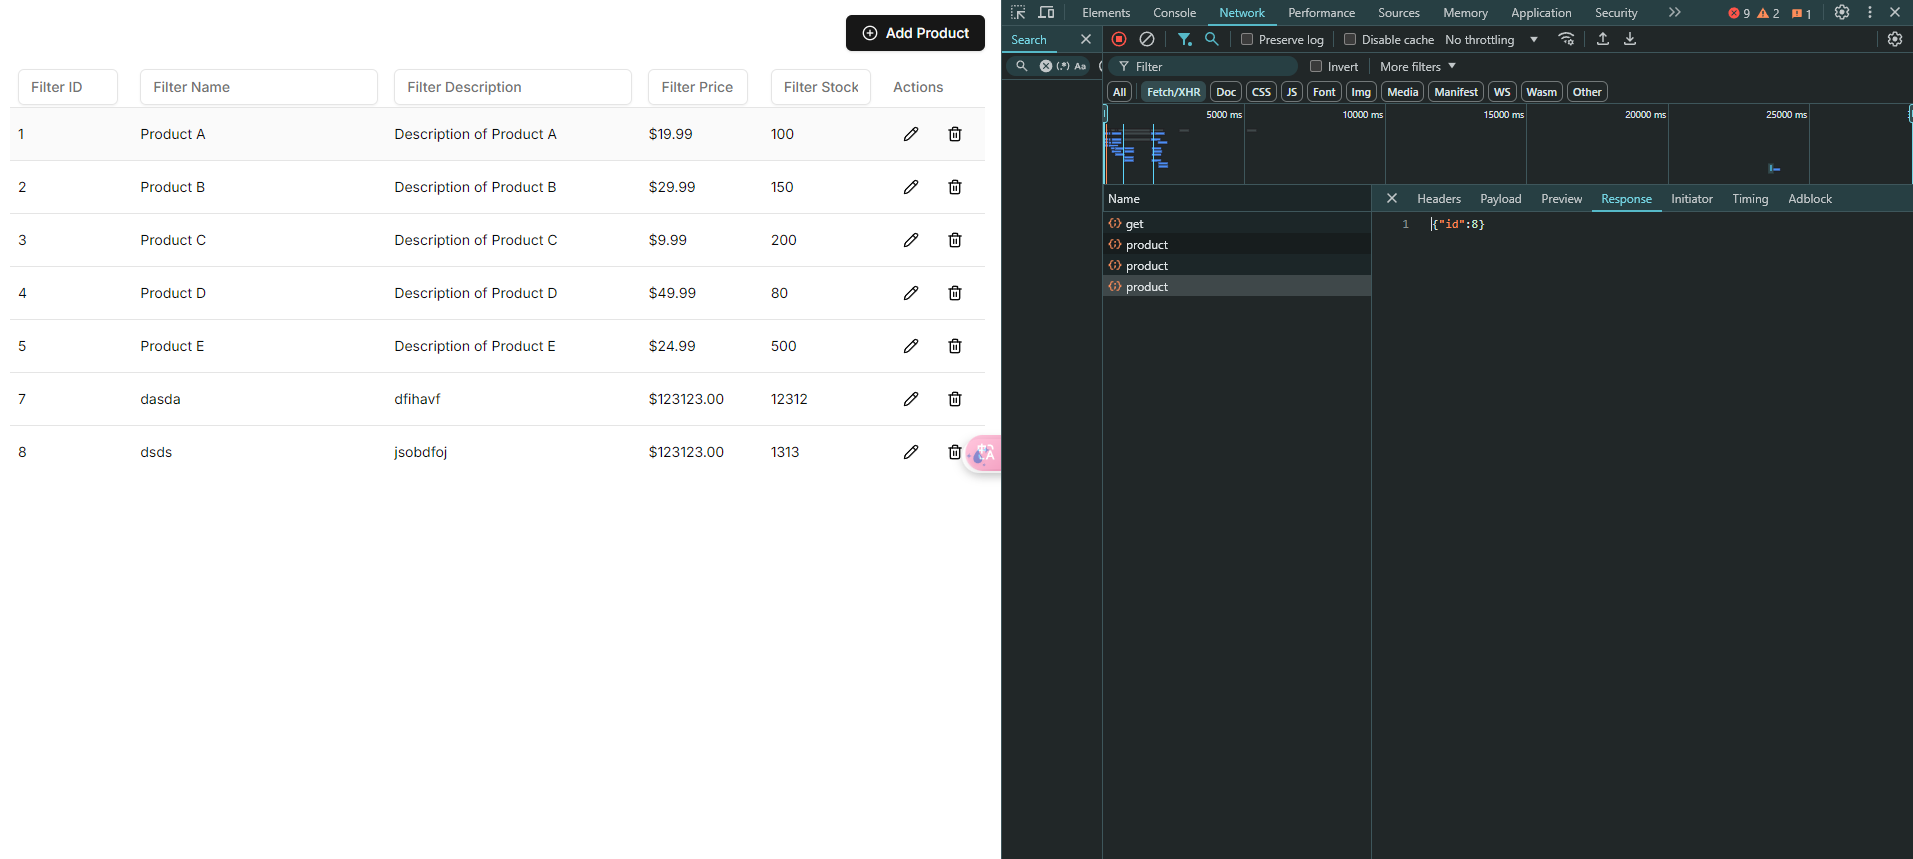 Add Product
Filter ID Filter Name Filter Description Filter Price Filter Stock Actions
1 Product A Description of Product A $19.99 100
2 Product B Description of Product B $29.99 150
3 Product C Description of Product C $9.99 200
4 Product D Description of Product D $49.99 80
5 Product E Description of Product E $24.99 500
7 dasda dfihavf $123123.00 12312
8 dsds jsobdfoj $123123.00 1313
Elements Console Network Performance Sources Memory Application Security 9 2 1
Search
(.*) Aa
Preserve log Disable cache No throttling
Filter Invert More filters
All Fetch/XHR Doc CSS JS Font Img Media Manifest WS Wasm Other
5000 ms 10000 ms 15000 ms 20000 ms 25000 ms
Name
get
product
product
product
Headers Payload Preview Response Initiator Timing Adblock
1 {"id":8}